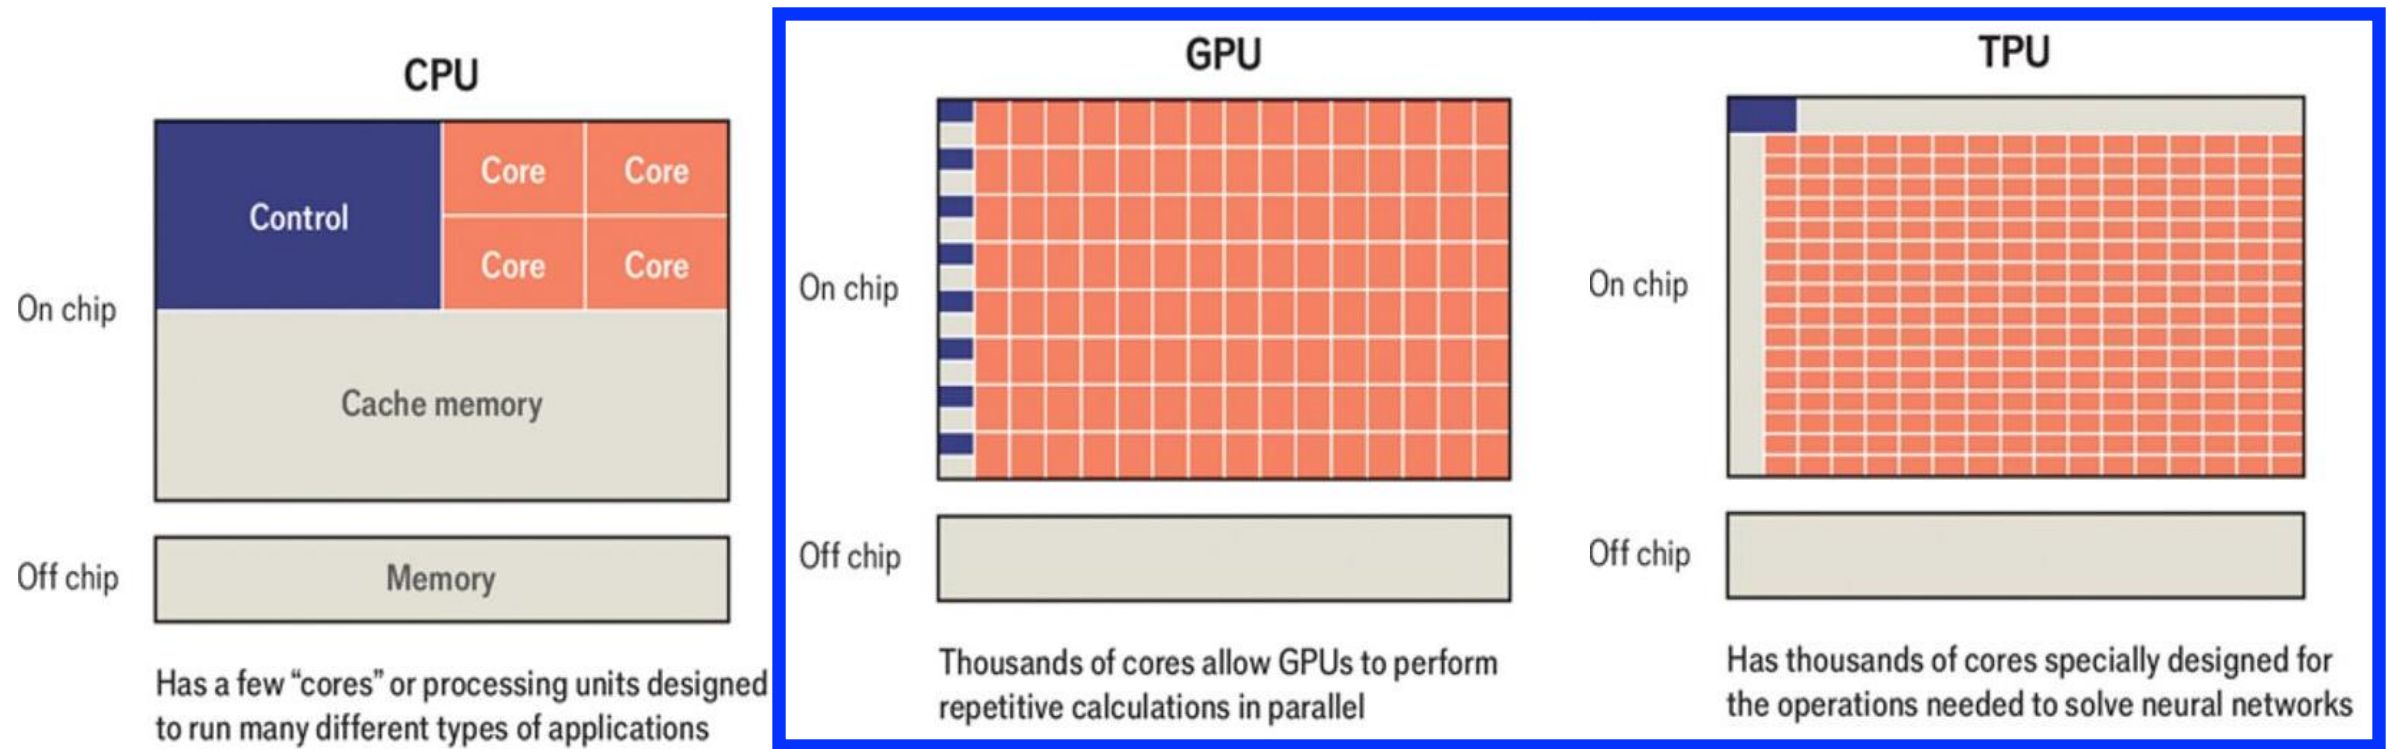 CPU
Control
Core
Core
Core
Core
On chip
Cache memory
Off chip
Memory
Has a few “cores” or processing units designed
to run many different types of applications
GPU
On chip
Off chip
Thousands of cores allow GPUs to perform
repetitive calculations in parallel
TPU
On chip
Off chip
Has thousands of cores specially designed for
the operations needed to solve neural networks